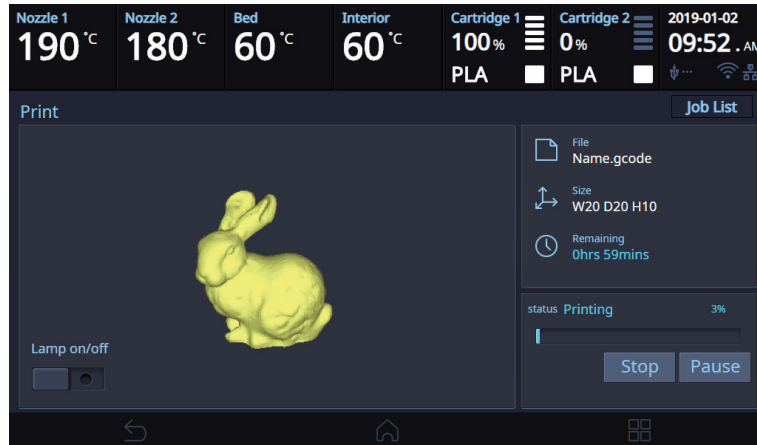 Nozzle 1 Nozzle 2 Bed Interior Cartridge 1 Cartridge 2 2019-01-02
190 °C 180 °C 60 °C 60 °C 100 % 0 % 09:52 . AM
PLA PLA
Print Job List
File
Name.gcode
Size
W20 D20 H10
Remaining
0hrs 59mins
status Printing 3%
Lamp on/off
Stop Pause